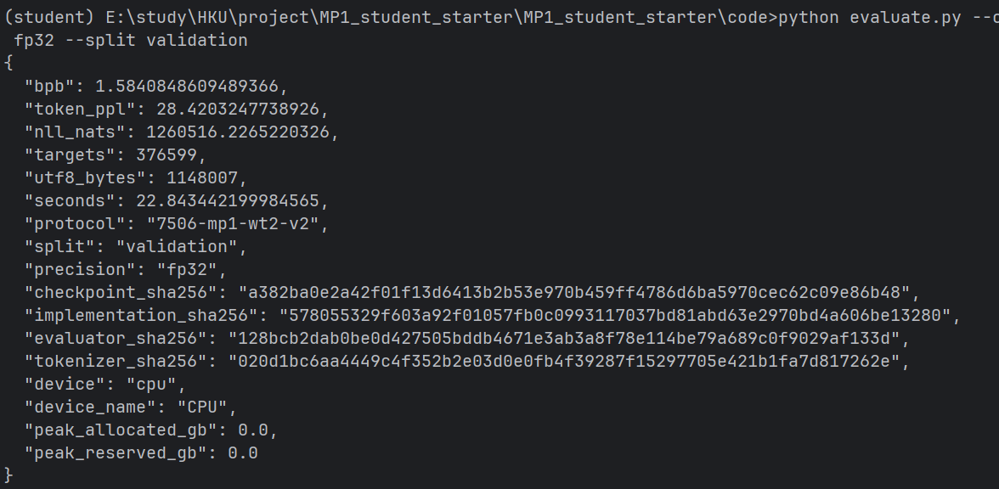 (student) E:\study\HKU\project\MP1_student_starter\MP1_student_starter\code>python evaluate.py --c
fp32 --split validation
{
  "bpb": 1.5840848609489366,
  "token_ppl": 28.4203247738926,
  "nll_nats": 1260516.2265220326,
  "targets": 376599,
  "utf8_bytes": 1148007,
  "seconds": 22.843442199984565,
  "protocol": "7506-mp1-wt2-v2",
  "split": "validation",
  "precision": "fp32",
  "checkpoint_sha256": "a382ba0e2a42f01f13d6413b2b53e970b459ff4786d6ba5970cec62c09e86b48",
  "implementation_sha256": "578055329f603a92f01057fb0c0993117037bd81abd63e2970bd4a606be13280",
  "evaluator_sha256": "128bcb2dab0be0d427505bddb4671e3ab3a8f78e114be79a689c0f9029af133d",
  "tokenizer_sha256": "020d1bc6aa4449c4f352b2e03d0e0fb4f39287f15297705e421b1fa7d817262e",
  "device": "cpu",
  "device_name": "CPU",
  "peak_allocated_gb": 0.0,
  "peak_reserved_gb": 0.0
}